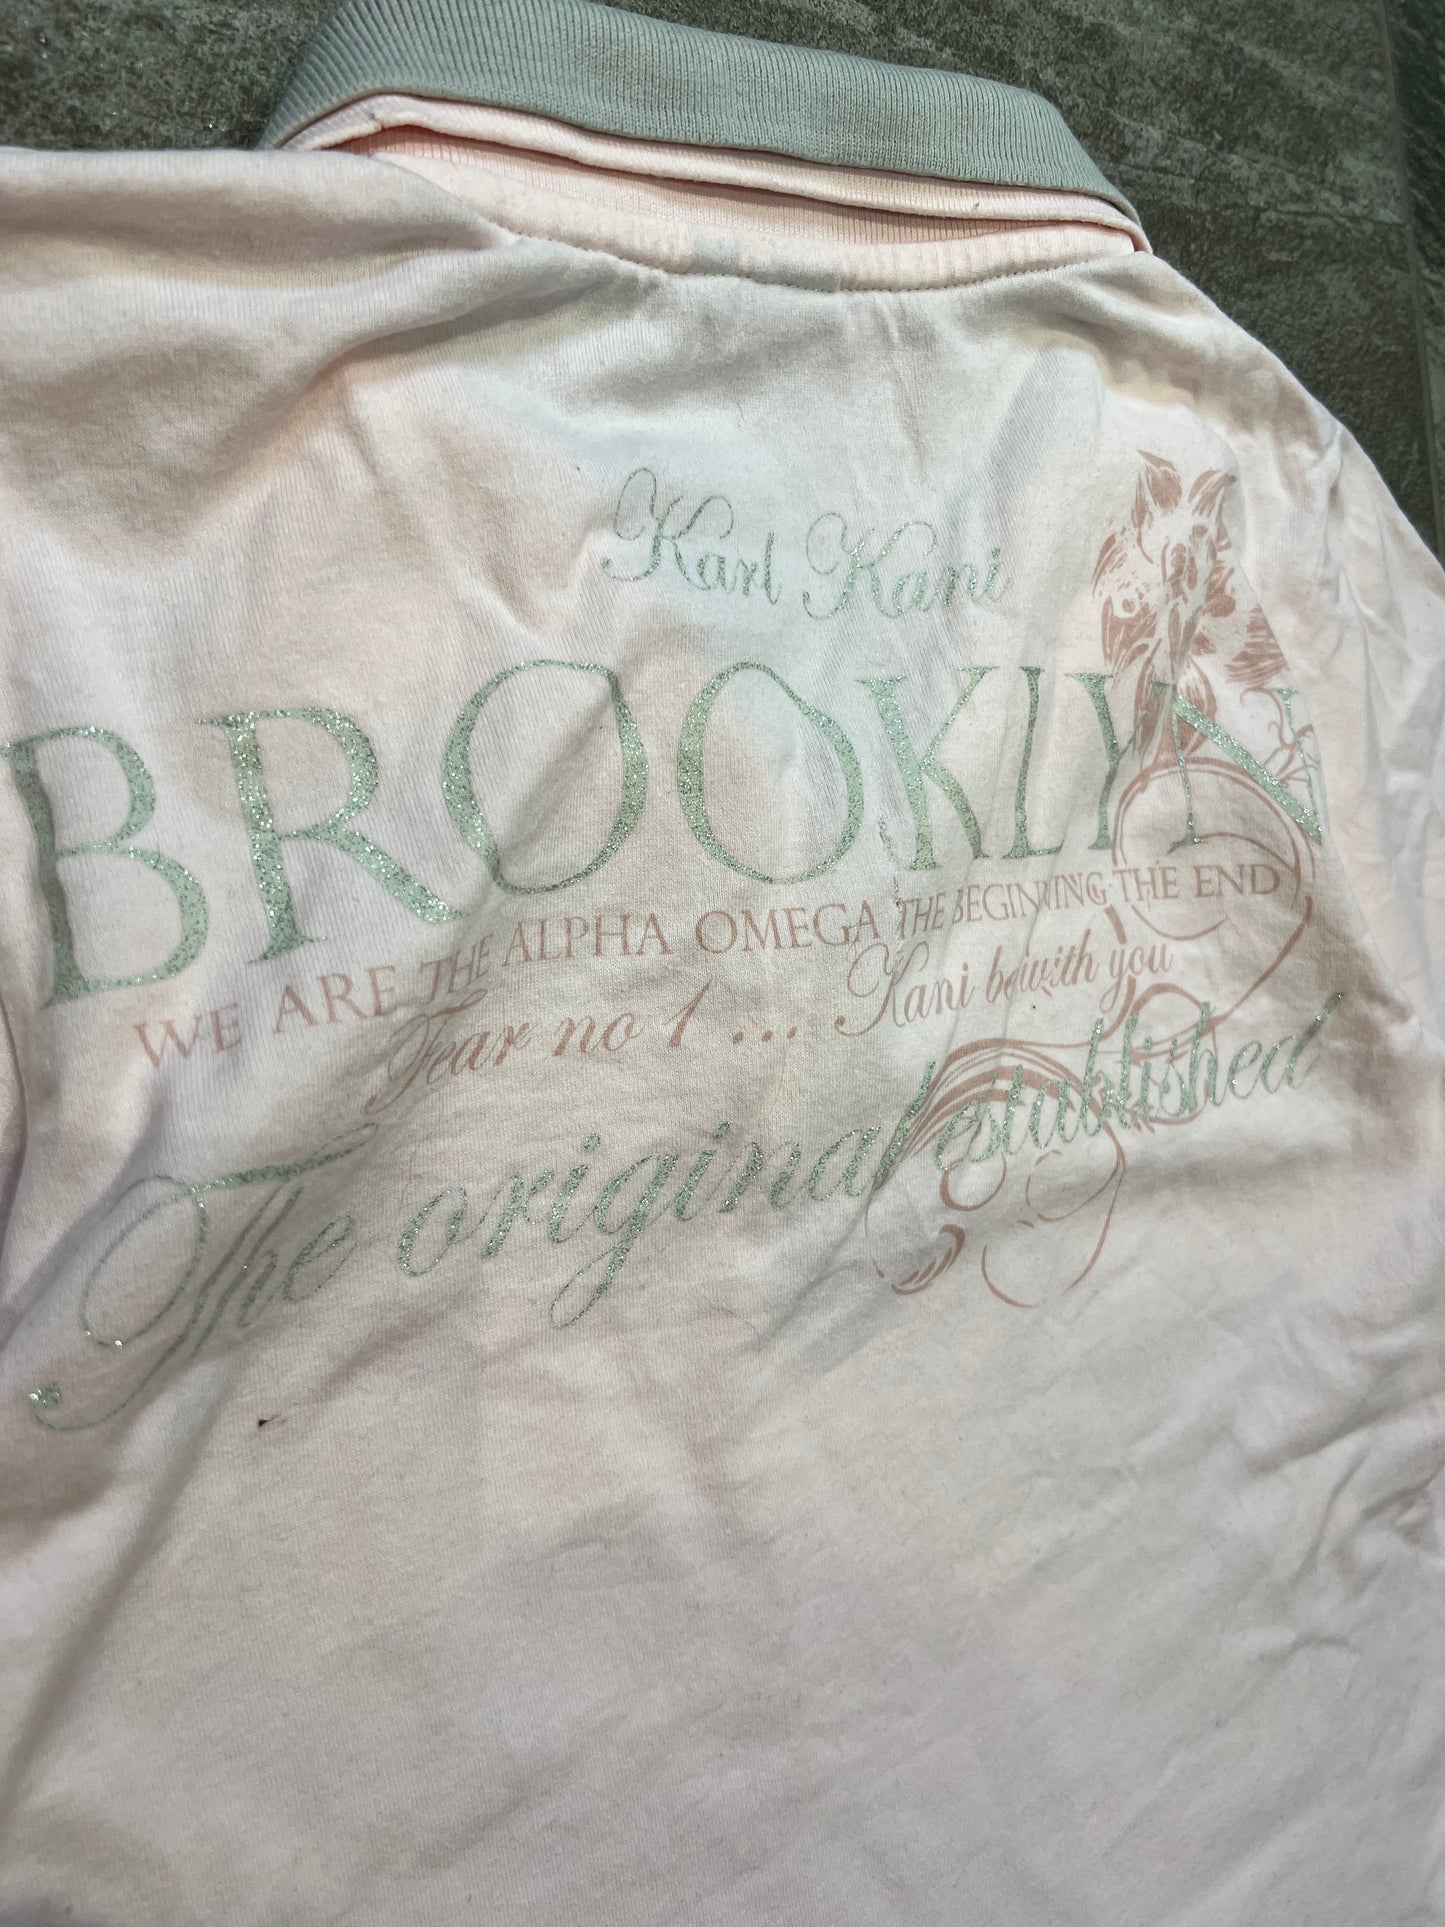 Karl Kani
BROOKLYN
WE ARE THE ALPHA OMEGA THE BEGINNING THE END
Fear no 1 ... Kani be with you
The original established